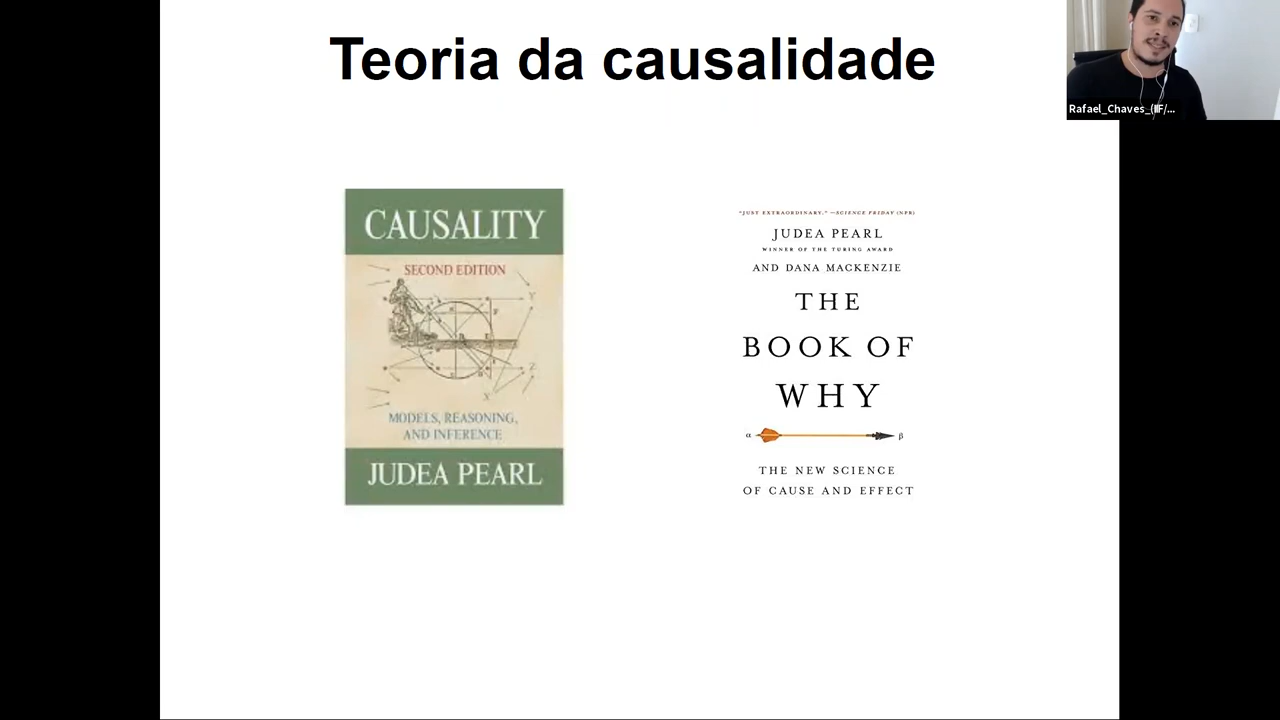 Teoria da causalidade
Rafael_Chaves_(IIF/...
CAUSALITY
SECOND EDITION
MODELS, REASONING,
AND INFERENCE
JUDEA PEARL
"JUST EXTRAORDINARY." —SCIENCE FRIDAY (NPR)
JUDEA PEARL
WINNER OF THE TURING AWARD
AND DANA MACKENZIE
THE
BOOK OF
WHY
α β
THE NEW SCIENCE
OF CAUSE AND EFFECT